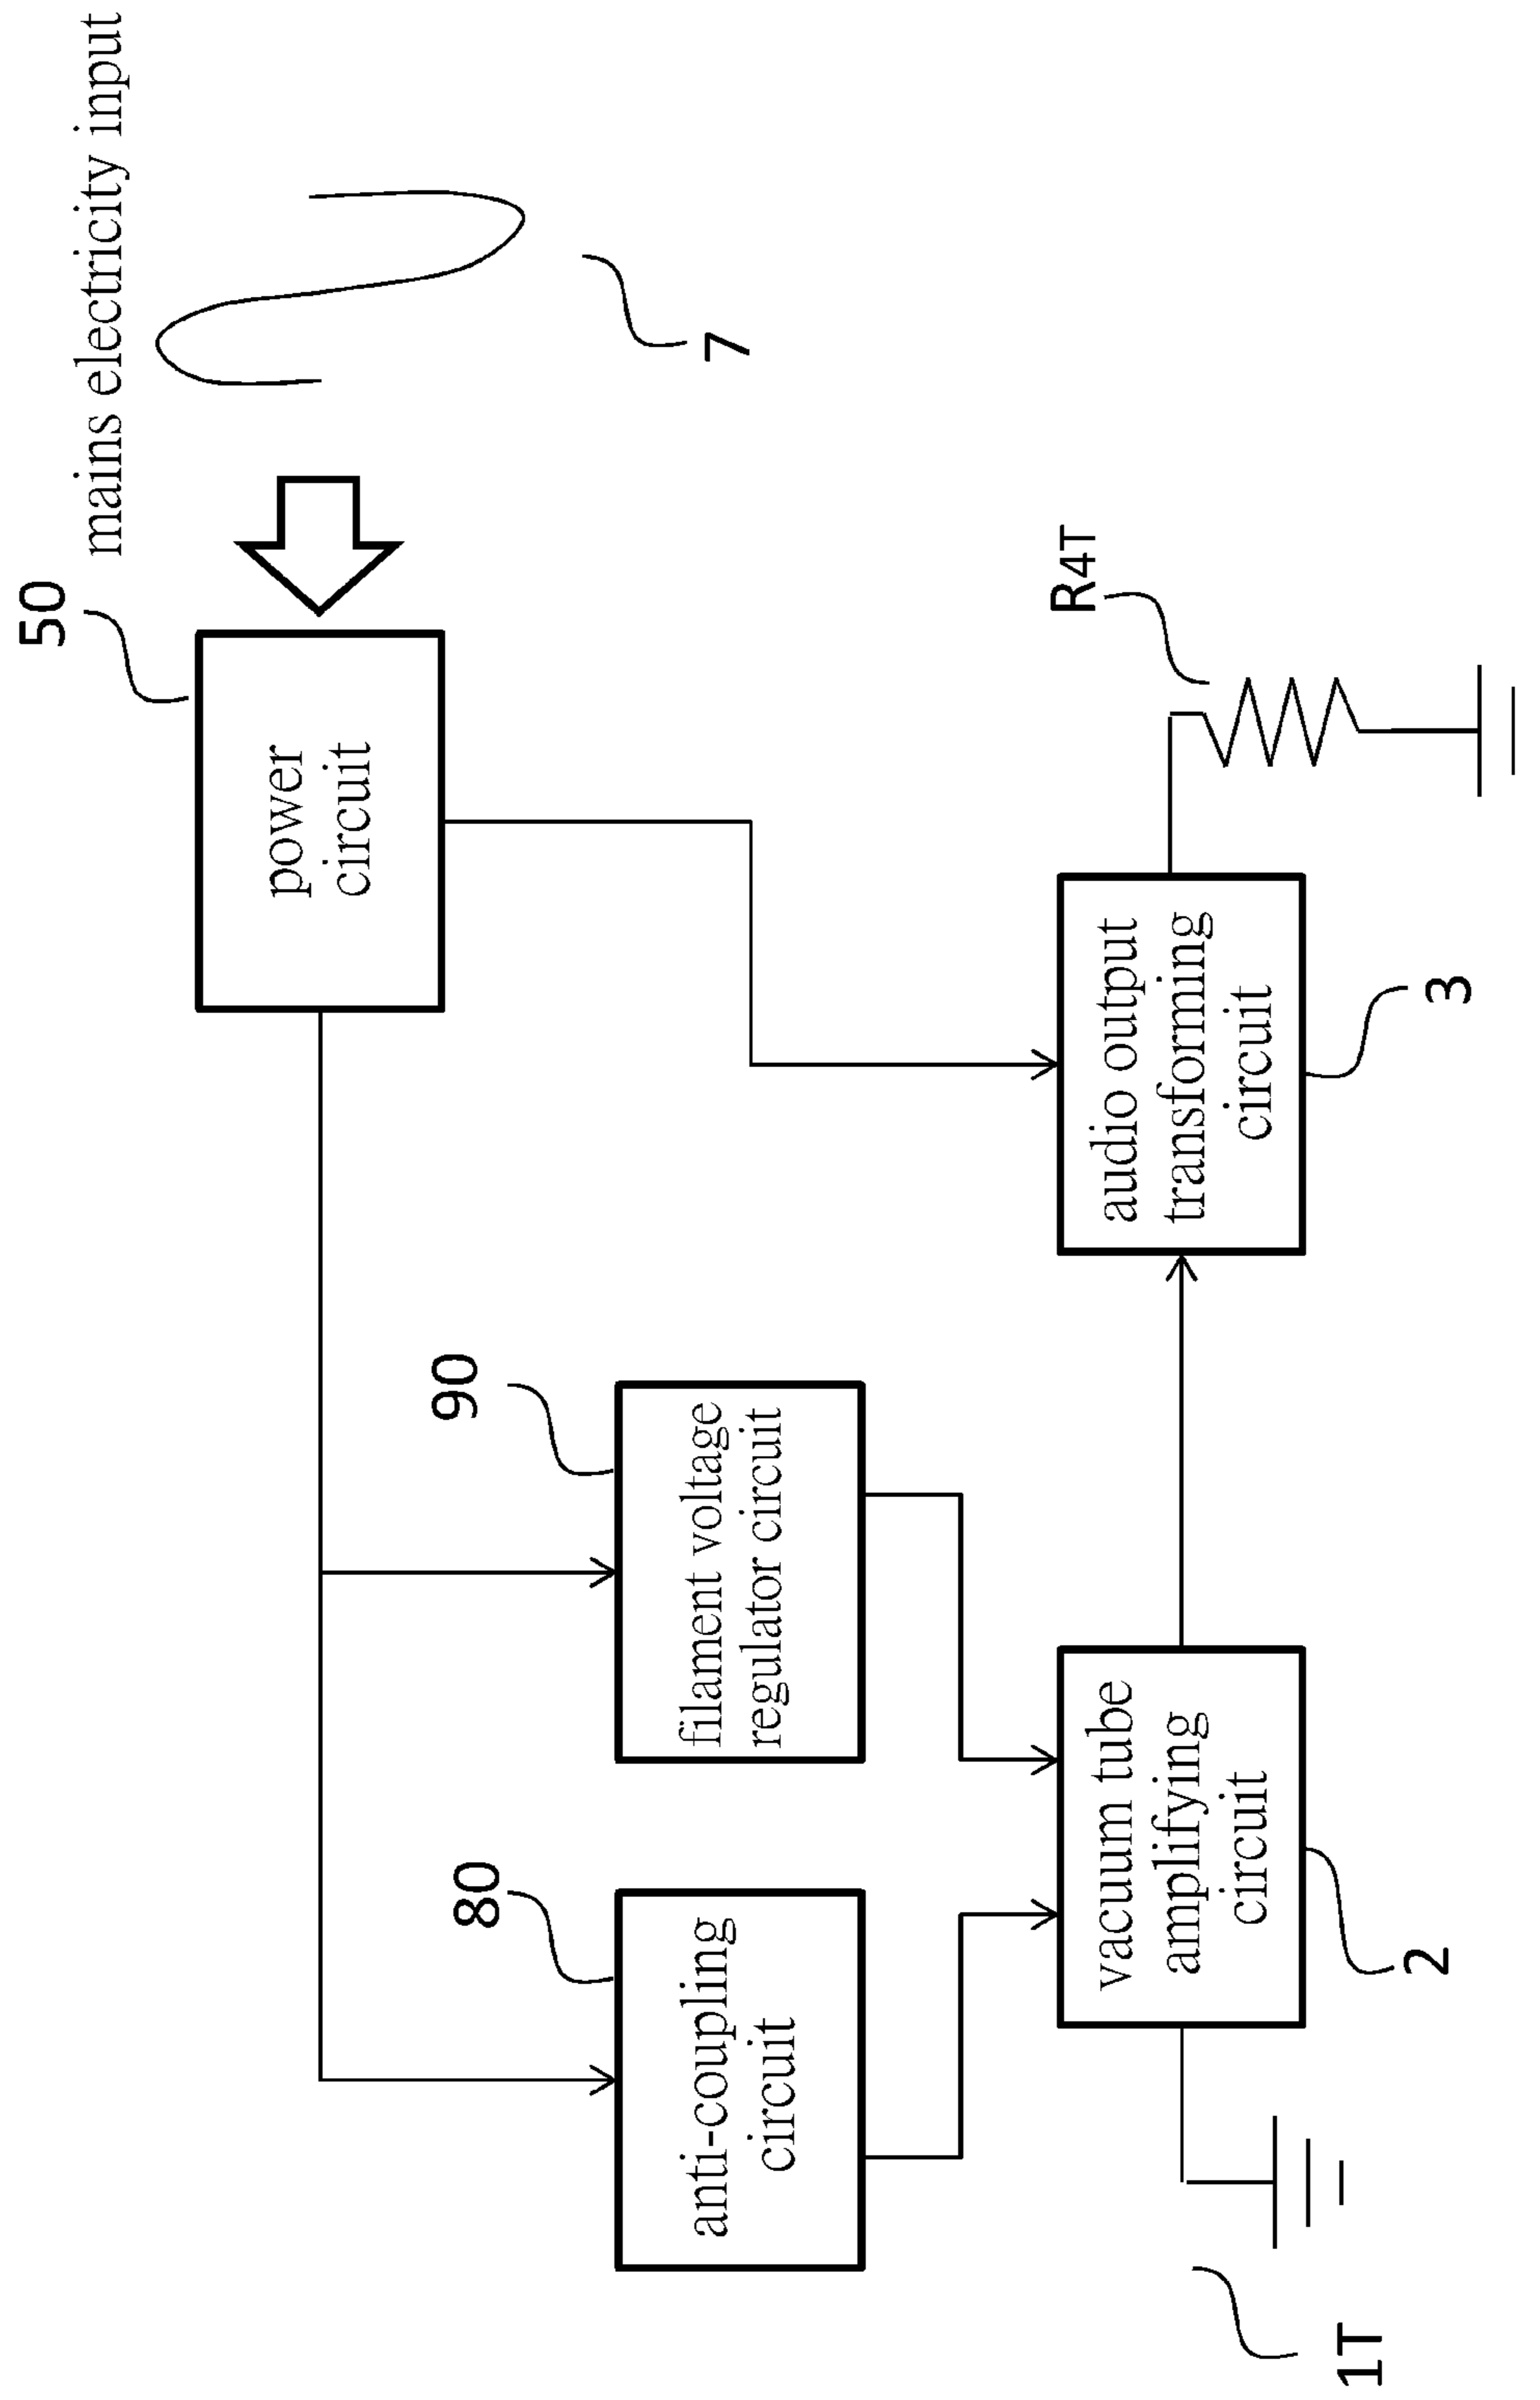 mains electricity input
50
power
circuit
7
90
filament voltage
regulator circuit
80
anti-coupling
circuit
R4T
audio output
transforming
circuit
3
vacuum tube
amplifying
circuit
2
1T